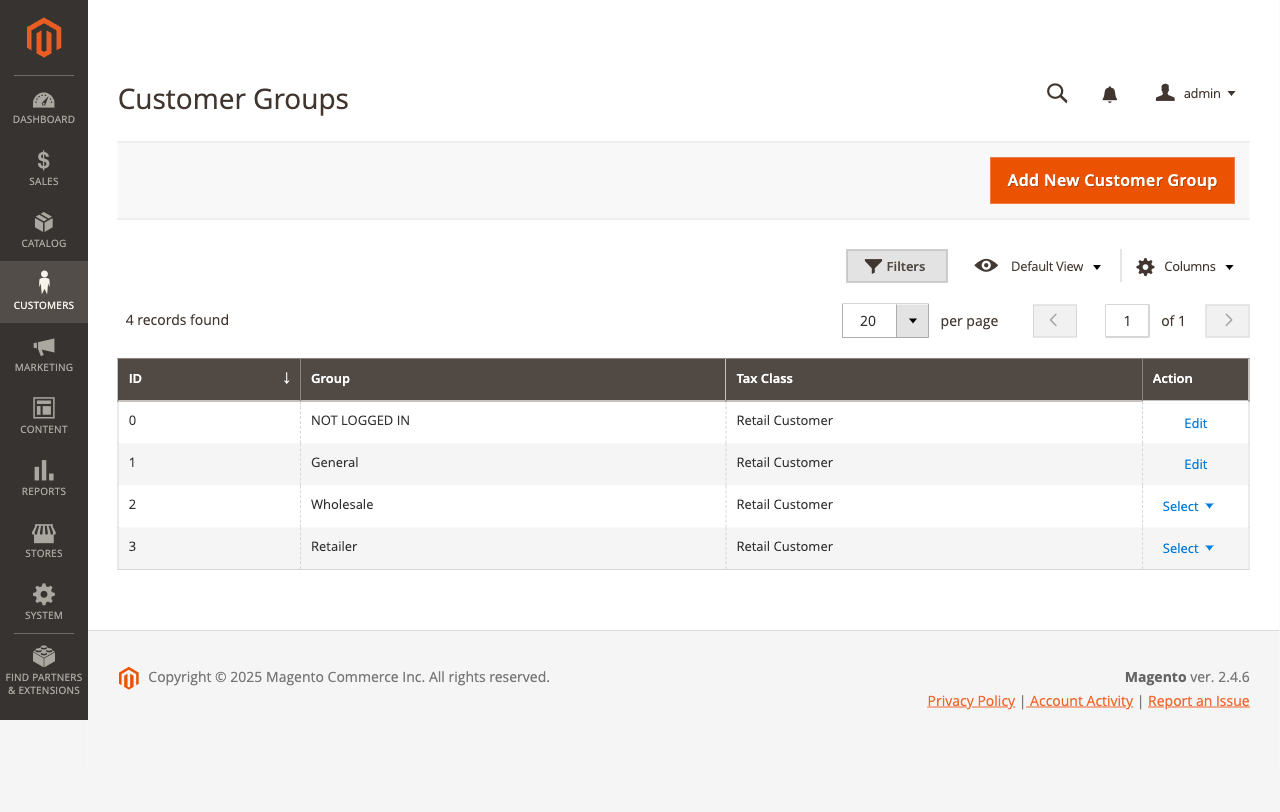 Customer Groups
admin
DASHBOARD
SALES
CATALOG
CUSTOMERS
MARKETING
CONTENT
REPORTS
STORES
SYSTEM
FIND PARTNERS
& EXTENSIONS
Add New Customer Group
Filters
Default View
Columns
4 records found
20
per page
1
of 1
ID ↓ Group Tax Class Action
0 NOT LOGGED IN Retail Customer Edit
1 General Retail Customer Edit
2 Wholesale Retail Customer Select
3 Retailer Retail Customer Select
Copyright © 2025 Magento Commerce Inc. All rights reserved.
Magento ver. 2.4.6
Privacy Policy | Account Activity | Report an Issue